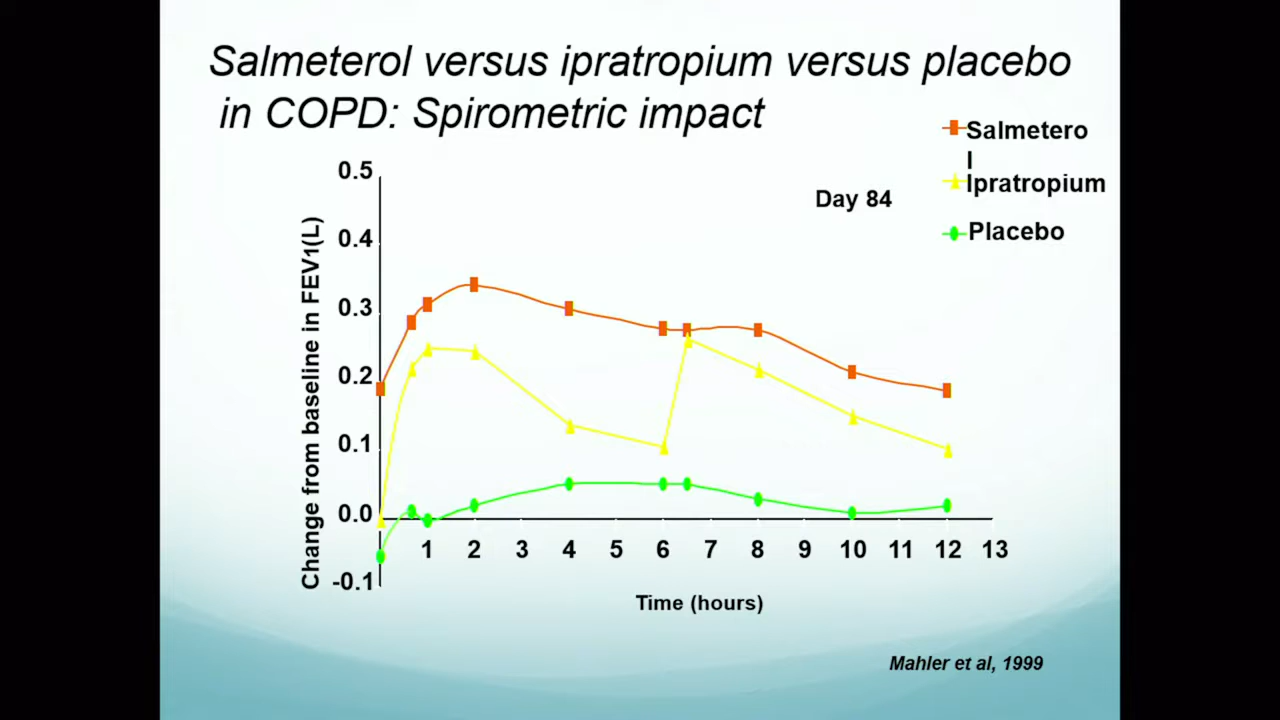 Salmeterol versus ipratropium versus placebo
in COPD: Spirometric impact
Salmetero
l
Ipratropium
Placebo
Day 84
Change from baseline in FEV1(L)
0.5
0.4
0.3
0.2
0.1
0.0
-0.1
1 2 3 4 5 6 7 8 9 10 11 12 13
Time (hours)
Mahler et al, 1999